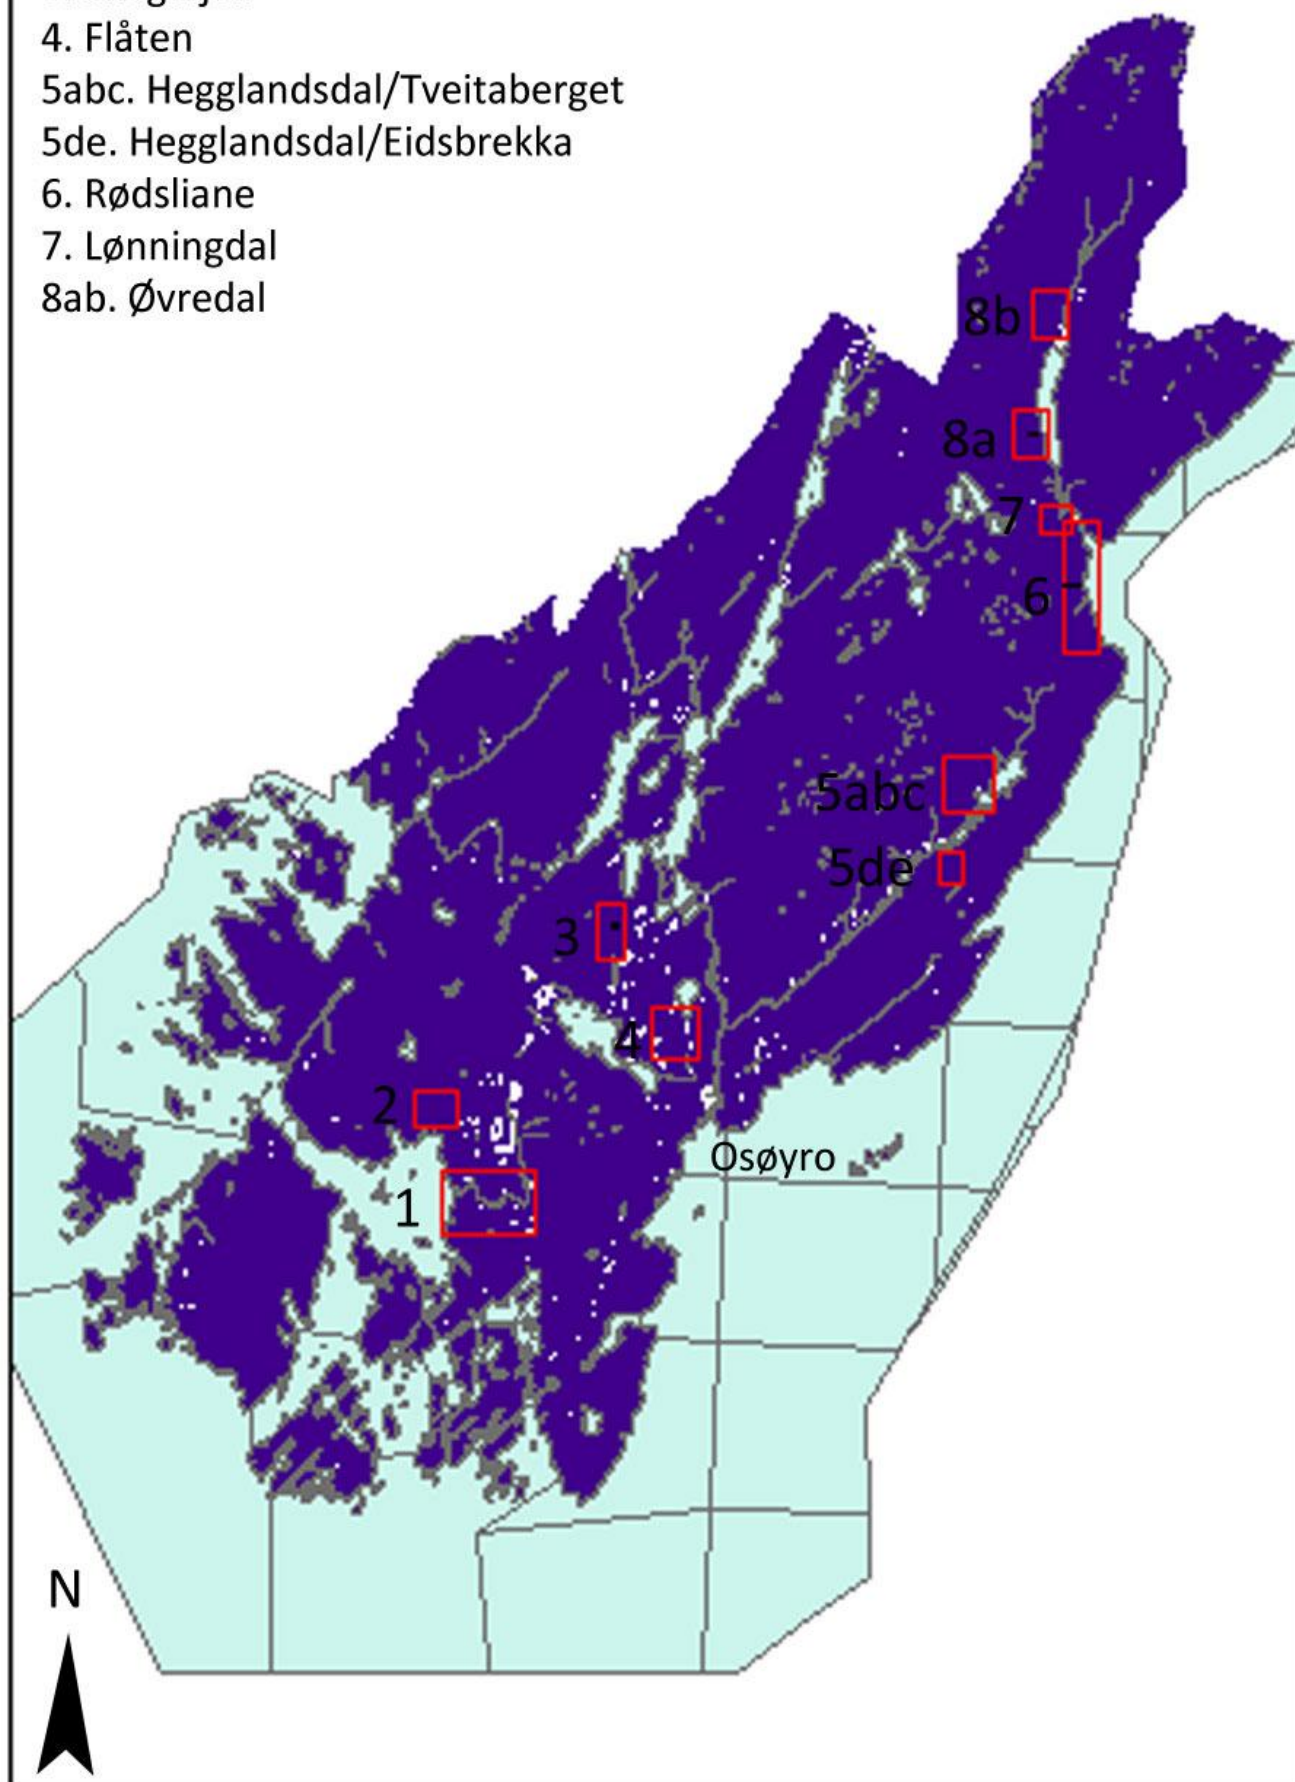 4. Flåten
5abc. Hegglandsdal/Tveitaberget
5de. Hegglandsdal/Eidsbrekka
6. Rødsliane
7. Lønningdal
8ab. Øvredal
8b
8a
7
6
5abc
5de
3
4
2
Osøyro
1
N